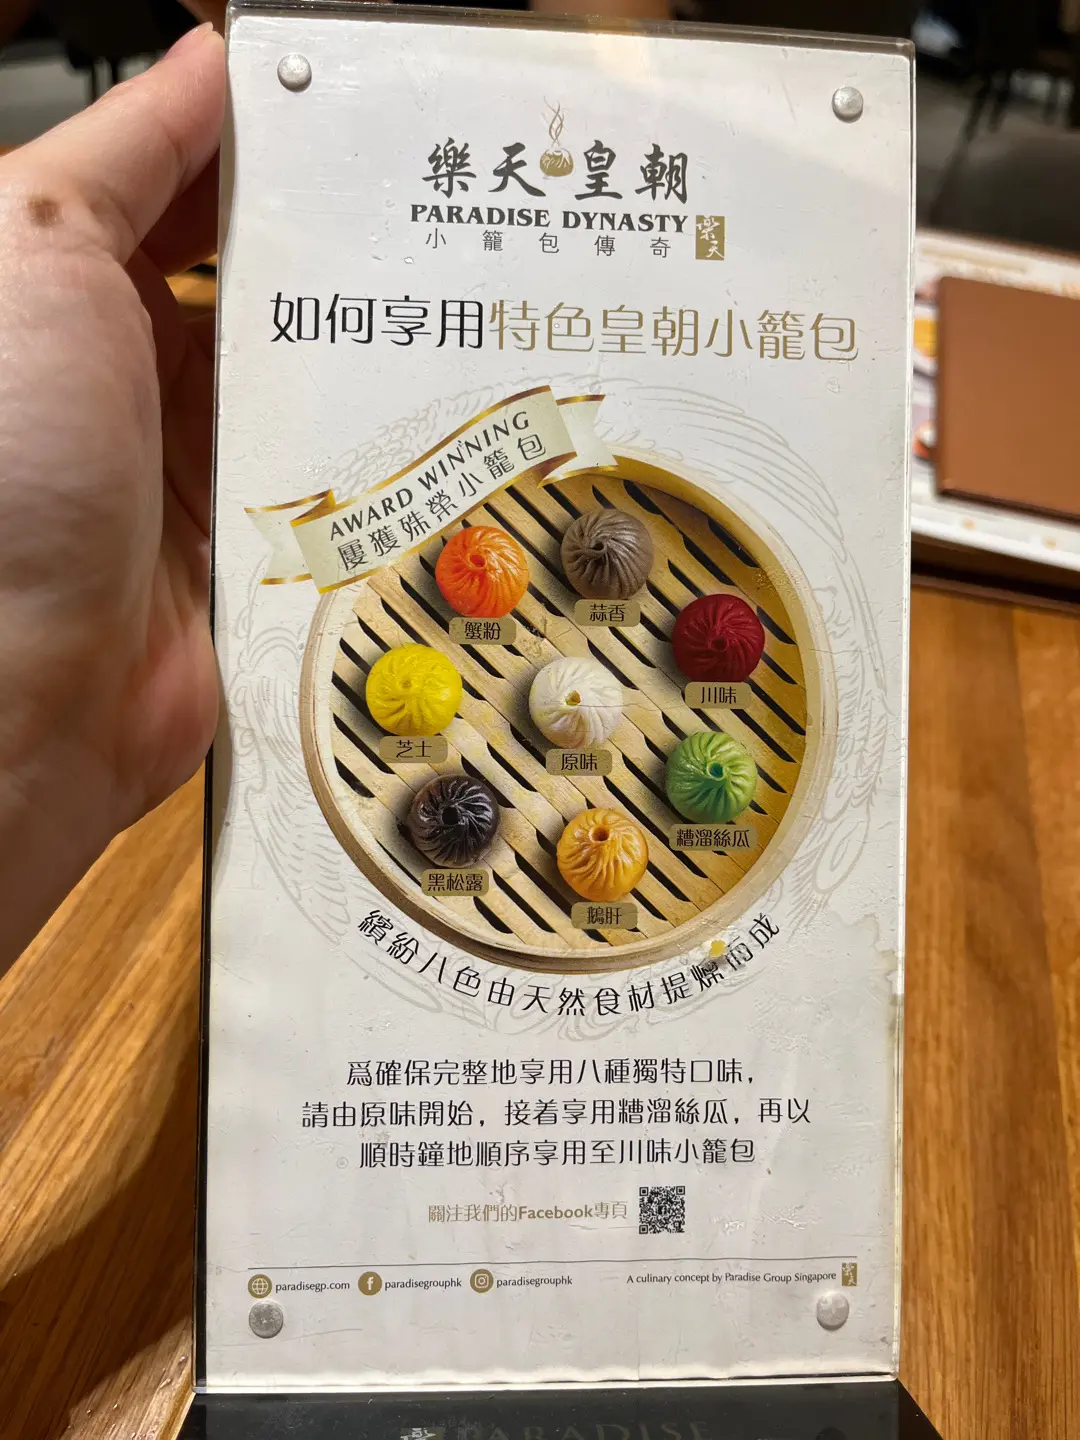 樂天皇朝
PARADISE DYNASTY
樂天
小籠包傳奇
如何享用特色皇朝小籠包
AWARD WINNING
屢獲殊榮小籠包
蟹粉
蒜香
川味
芝士
原味
糟溜絲瓜
黑松露
鵝肝
繽紛八色由天然食材提煉而成
爲確保完整地享用八種獨特口味，
請由原味開始，接着享用糟溜絲瓜，再以
順時鐘地順序享用至川味小籠包
關注我們的Facebook專頁
paradisegp.com paradisegrouphk paradisegrouphk A culinary concept by Paradise Group Singapore 樂天
PARADISE